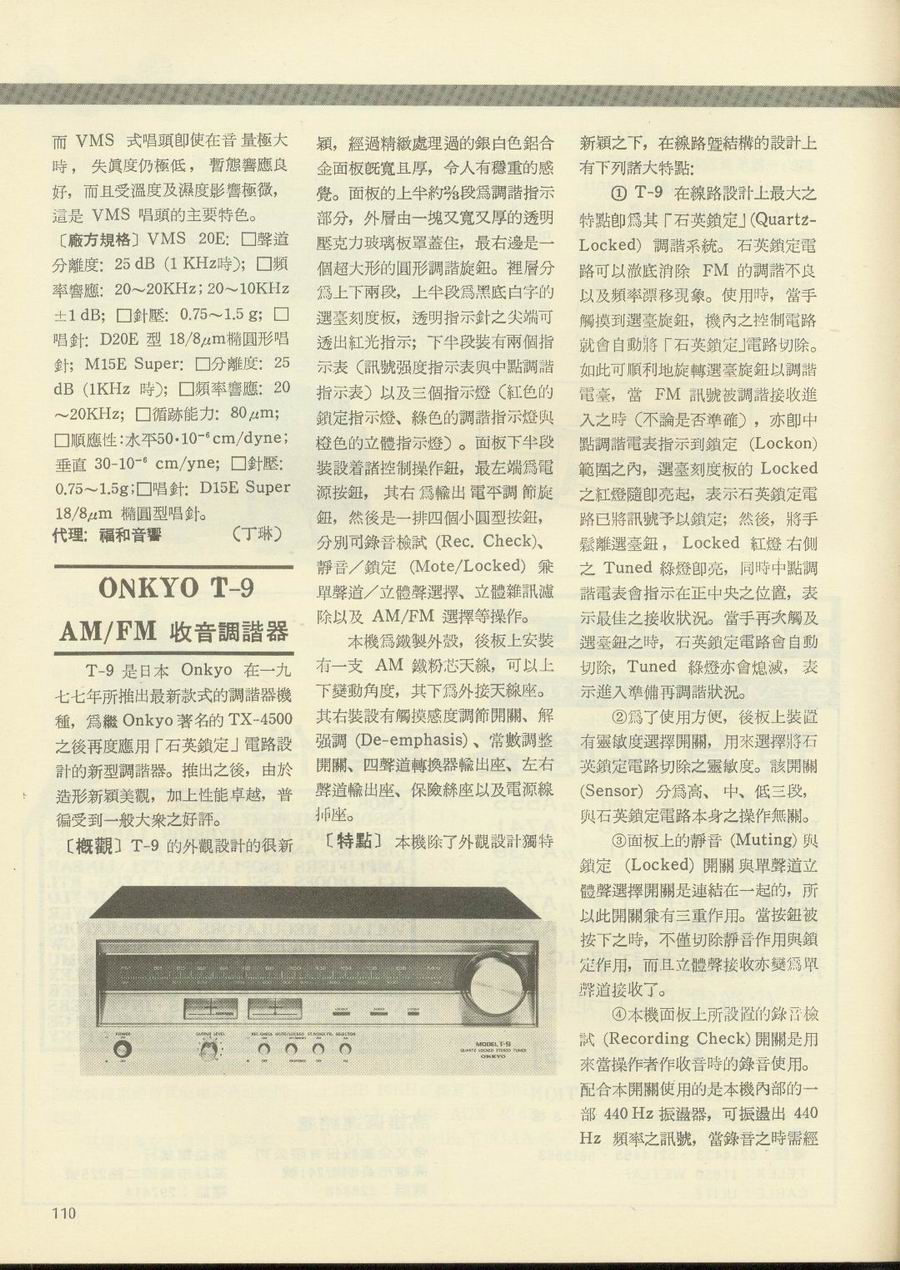 而 VMS 式唱頭卽使在音量極大
時，失眞度仍極低，暫態響應良
好，而且受溫度及濕度影響極微，
這是 VMS 唱頭的主要特色。
〔廠方規格〕VMS 20E: □聲道
分離度: 25 dB (1 KHz時); □頻
率響應: 20～20KHz; 20～10KHz
±1 dB; □針壓: 0.75～1.5 g; □
唱針: D20E 型 18/8μm橢圓形唱
針; M15E Super: □分離度: 25
dB (1KHz 時); □頻率響應: 20
～20KHz; □循跡能力: 80μm;
□順應性:水平50·10⁻⁶cm/dyne;
垂直 30-10⁻⁶ cm/yne; □針壓:
0.75～1.5g;□唱針: D15E Super
18/8μm 橢圓型唱針。
代理: 福和音響 （丁琳）
ONKYO T-9
AM/FM 收音調諧器
T-9 是日本 Onkyo 在一九
七七年所推出最新款式的調諧器機
種，爲繼 Onkyo 著名的 TX-4500
之後再度應用「石英鎖定」電路設
計的新型調諧器。推出之後，由於
造形新穎美觀，加上性能卓越，普
徧受到一般大衆之好評。
〔槪觀〕T-9 的外觀設計的很新
穎，經過精緻處理過的銀白色鋁合
金面板旣寬且厚，令人有穩重的感
覺。面板的上半約⅔段爲調諧指示
部分，外層由一塊又寬又厚的透明
壓克力玻璃板罩蓋住，最右邊是一
個超大形的圓形調諧旋鈕。裡層分
爲上下兩段，上半段爲黑底白字的
選臺刻度板，透明指示針之尖端可
透出紅光指示；下半段裝有兩個指
示表（訊號强度指示表與中點調諧
指示表）以及三個指示燈（紅色的
鎖定指示燈、綠色的調諧指示燈與
橙色的立體指示燈）。面板下半段
裝設着諸控制操作鈕，最左端爲電
源按鈕，其右爲輸出電平調節旋
鈕，然後是一排四個小圓型按鈕，
分別司錄音檢試 (Rec. Check)、
靜音／鎖定 (Mote/Locked) 兼
單聲道／立體聲選擇、立體雜訊濾
除以及 AM/FM 選擇等操作。
本機爲鐵製外殼，後板上安裝
有一支 AM 鐵粉芯天線，可以上
下變動角度，其下爲外接天線座。
其右裝設有觸摸感度調節開關、解
强調 (De-emphasis)、常數調整
開關、四聲道轉換器輸出座、左右
聲道輸出座、保險絲座以及電源線
揷座。
〔特點〕 本機除了外觀設計獨特
POWER
OUTPUT LEVEL
MODEL T-9
QUARTZ LOCKED STEREO TUNER
ONKYO
新穎之下，在線路曁結構的設計上
有下列諸大特點:
① T-9 在線路設計上最大之
特點卽爲其「石英鎖定」(Quartz-
Locked) 調諧系統。石英鎖定電
路可以澈底消除 FM 的調諧不良
以及頻率漂移現象。使用時，當手
觸摸到選臺旋鈕，機內之控制電路
就會自動將「石英鎖定」電路切除。
如此可順利地旋轉選臺旋鈕以調諧
電臺，當 FM 訊號被調諧接收進
入之時（不論是否準確），亦卽中
點調諧電表指示到鎖定 (Lockon)
範圍之內，選臺刻度板的 Locked
之紅燈隨卽亮起，表示石英鎖定電
路已將訊號予以鎖定；然後，將手
鬆離選臺鈕，Locked 紅燈右側
之 Tuned 綠燈卽亮，同時中點調
諧電表會指示在正中央之位置，表
示最佳之接收狀況。當手再次觸及
選臺鈕之時，石英鎖定電路會自動
切除，Tuned 綠燈亦會熄滅，表
示進入準備再調諧狀況。
②爲了使用方便，後板上裝置
有靈敏度選擇開關，用來選擇將石
英鎖定電路切除之靈敏度。該開關
(Sensor) 分爲高、中、低三段，
與石英鎖定電路本身之操作無關。
③面板上的靜音 (Muting) 與
鎖定 (Locked) 開關與單聲道立
體聲選擇開關是連結在一起的，所
以此開關兼有三重作用。當按鈕被
按下之時，不僅切除靜音作用與鎖
定作用，而且立體聲接收亦變爲單
聲道接收了。
④本機面板上所設置的錄音檢
試 (Recording Check) 開關是用
來當操作者作收音時的錄音使用。
配合本開關使用的是本機內部的一
部 440 Hz 振盪器，可振盪出 440
Hz 頻率之訊號，當錄音之時需經
110